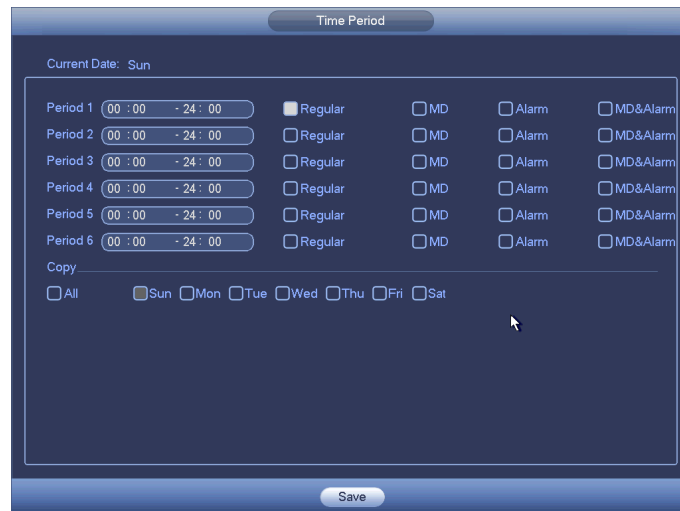 Time Period
Current Date: Sun
Period 1 00 : 00 - 24 : 00 Regular MD Alarm MD&Alarm
Period 2 00 : 00 - 24 : 00 Regular MD Alarm MD&Alarm
Period 3 00 : 00 - 24 : 00 Regular MD Alarm MD&Alarm
Period 4 00 : 00 - 24 : 00 Regular MD Alarm MD&Alarm
Period 5 00 : 00 - 24 : 00 Regular MD Alarm MD&Alarm
Period 6 00 : 00 - 24 : 00 Regular MD Alarm MD&Alarm
Copy
All Sun Mon Tue Wed Thu Fri Sat
Save